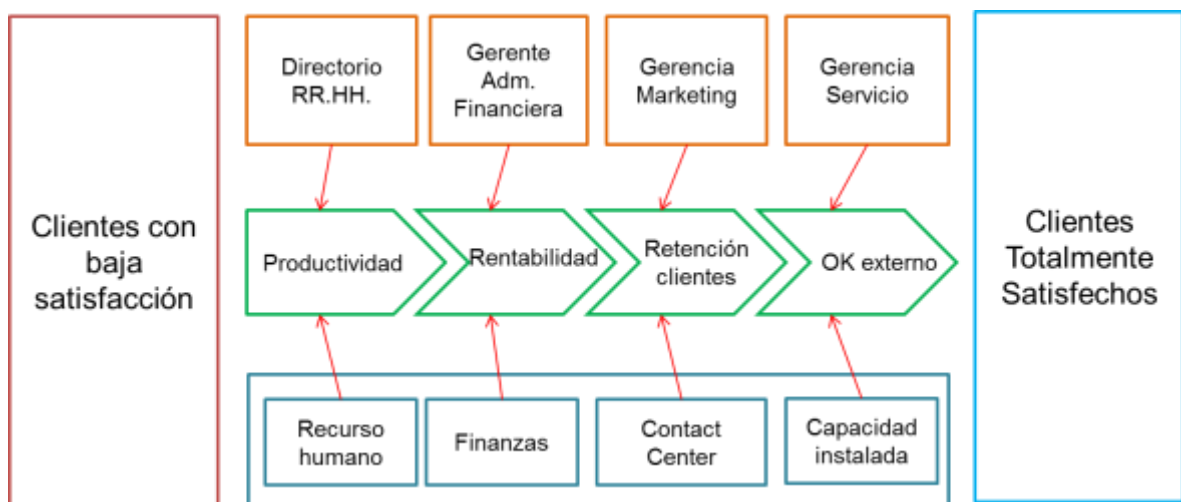 Clientes con
baja
satisfacción
Directorio
RR.HH.
Gerente
Adm.
Financiera
Gerencia
Marketing
Gerencia
Servicio
Productividad
Rentabilidad
Retención
clientes
OK externo
Recurso
humano
Finanzas
Contact
Center
Capacidad
instalada
Clientes
Totalmente
Satisfechos